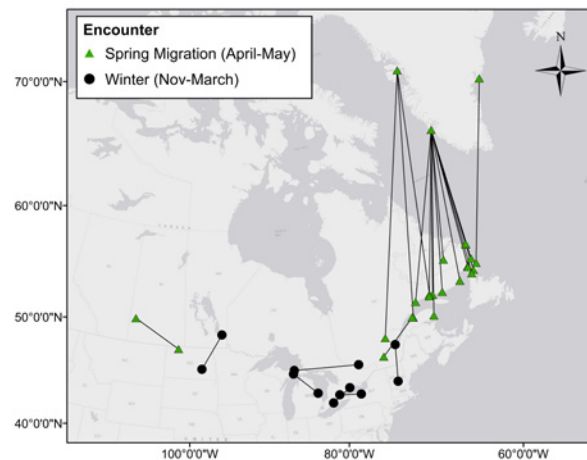 Encounter
Spring Migration (April-May)
Winter (Nov-March)
N
70°0'0"N
60°0'0"N
50°0'0"N
40°0'0"N
100°0'0"W
80°0'0"W
60°0'0"W